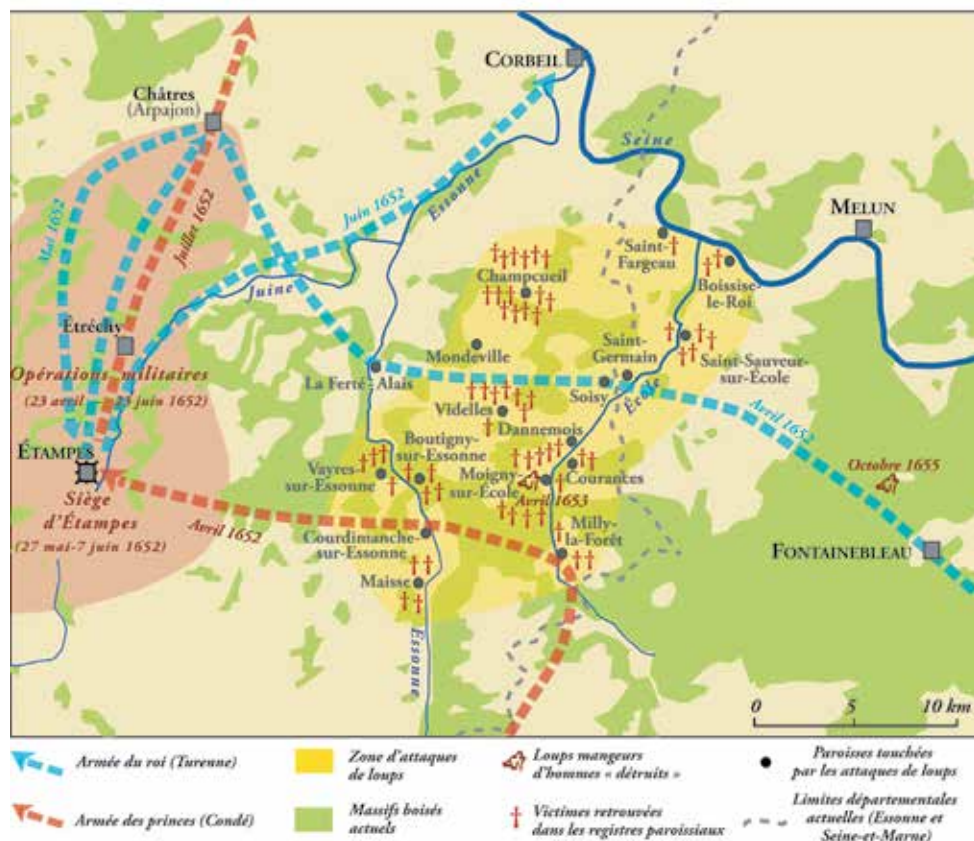 CORBEIL
Châtres
(Arpajon)
Seine
Essonne
Juin 1652
Mai 1652
Juillet 1652
MELUN
Saint-
Fargeau
Boissise-
le-Roi
Champcueil
Juine
Étréchy
Mondeville
Saint-
Germain
Saint-Sauveur-
sur-École
Opérations militaires
(23 avril - 23 juin 1652)
La Ferté-Alais
Soisy
École
Videlles
Dannemois
Avril 1652
ÉTAMPES
Boutigny-
sur-Essonne
Vayres-
sur-Essonne
Moigny-
sur-École
Courances
Avril 1653
Octobre 1655
Siège
d'Étampes
(27 mai-7 juin 1652)
Avril 1652
Courdimanche-
sur-Essonne
Milly-
la-Forêt
FONTAINEBLEAU
Maisse
Essonne
0 5 10 km
Armée du roi (Turenne)
Armée des princes (Condé)
Zone d'attaques
de loups
Massifs boisés
actuels
Loups mangeurs
d'hommes « détruits »
Victimes retrouvées
dans les registres paroissiaux
Paroisses touchées
par les attaques de loups
Limites départementales
actuelles (Essonne et
Seine-et-Marne)